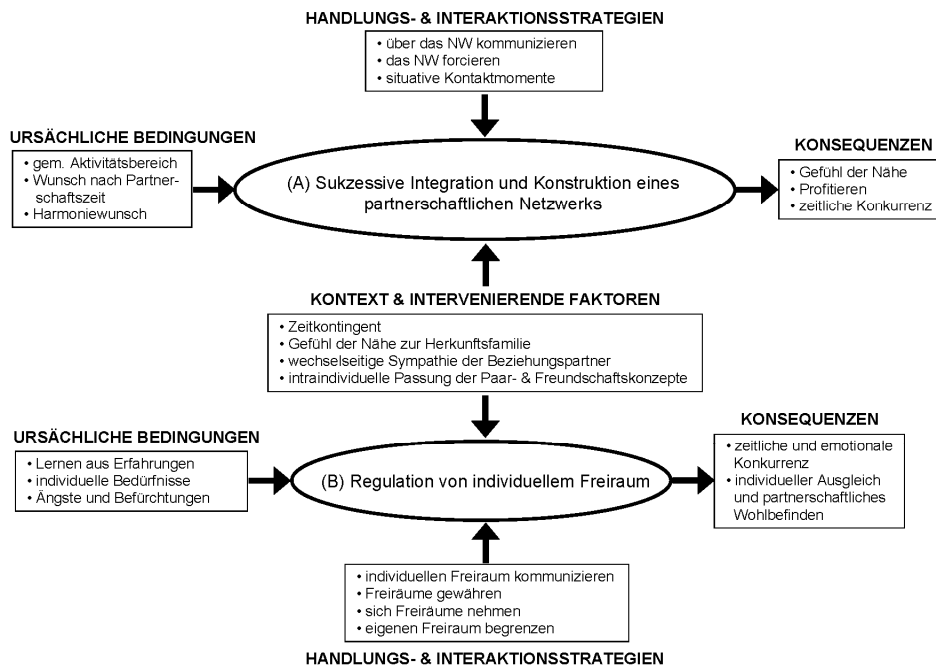 HANDLUNGS- & INTERAKTIONSSTRATEGIEN
• über das NW kommunizieren
• das NW forcieren
• situative Kontaktmomente
URSÄCHLICHE BEDINGUNGEN
• gem. Aktivitätsbereich
• Wunsch nach Partner-
schaftszeit
• Harmoniewunsch
(A) Sukzessive Integration und Konstruktion eines
partnerschaftlichen Netzwerks
KONSEQUENZEN
• Gefühl der Nähe
• Profitieren
• zeitliche Konkurrenz
KONTEXT & INTERVENIERENDE FAKTOREN
• Zeitkontingent
• Gefühl der Nähe zur Herkunftsfamilie
• wechselseitige Sympathie der Beziehungspartner
• intraindividuelle Passung der Paar- & Freundschaftskonzepte
URSÄCHLICHE BEDINGUNGEN
• Lernen aus Erfahrungen
• individuelle Bedürfnisse
• Ängste und Befürchtungen
(B) Regulation von individuellem Freiraum
KONSEQUENZEN
• zeitliche und emotionale
Konkurrenz
• individueller Ausgleich
und partnerschaftliches
Wohlbefinden
• individuellen Freiraum kommunizieren
• Freiräume gewähren
• sich Freiräume nehmen
• eigenen Freiraum begrenzen
HANDLUNGS- & INTERAKTIONSSTRATEGIEN